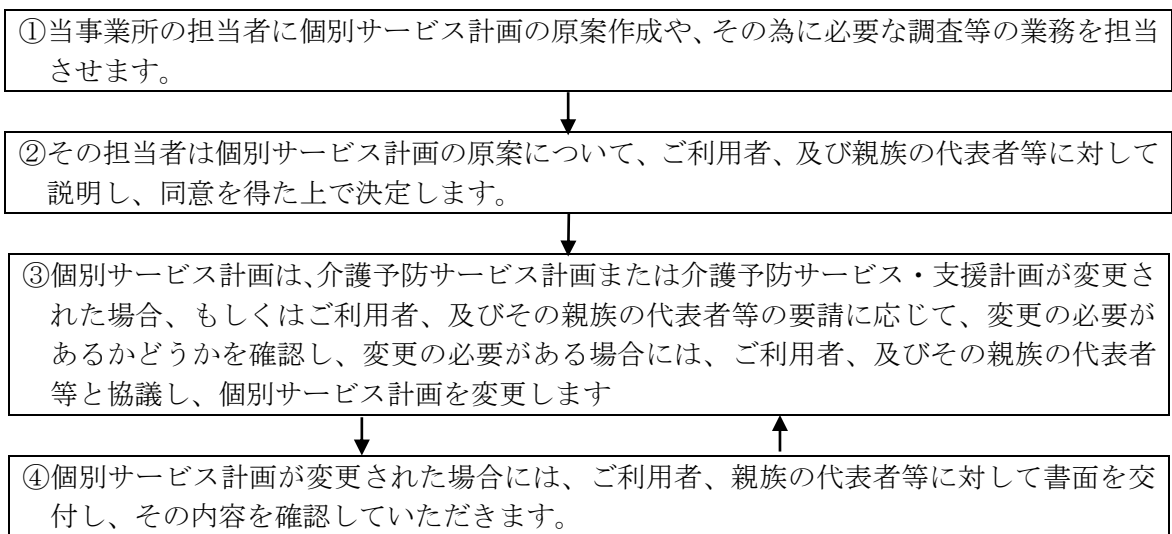 ①当事業所の担当者に個別サービス計画の原案作成や、その為に必要な調査等の業務を担当
させます。
②その担当者は個別サービス計画の原案について、ご利用者、及び親族の代表者等に対して
説明し、同意を得た上で決定します。
③個別サービス計画は、介護予防サービス計画または介護予防サービス・支援計画が変更さ
れた場合、もしくはご利用者、及びその親族の代表者等の要請に応じて、変更の必要が
あるかどうかを確認し、変更の必要がある場合には、ご利用者、及びその親族の代表者
等と協議し、個別サービス計画を変更します
④個別サービス計画が変更された場合には、ご利用者、親族の代表者等に対して書面を交
付し、その内容を確認していただきます。